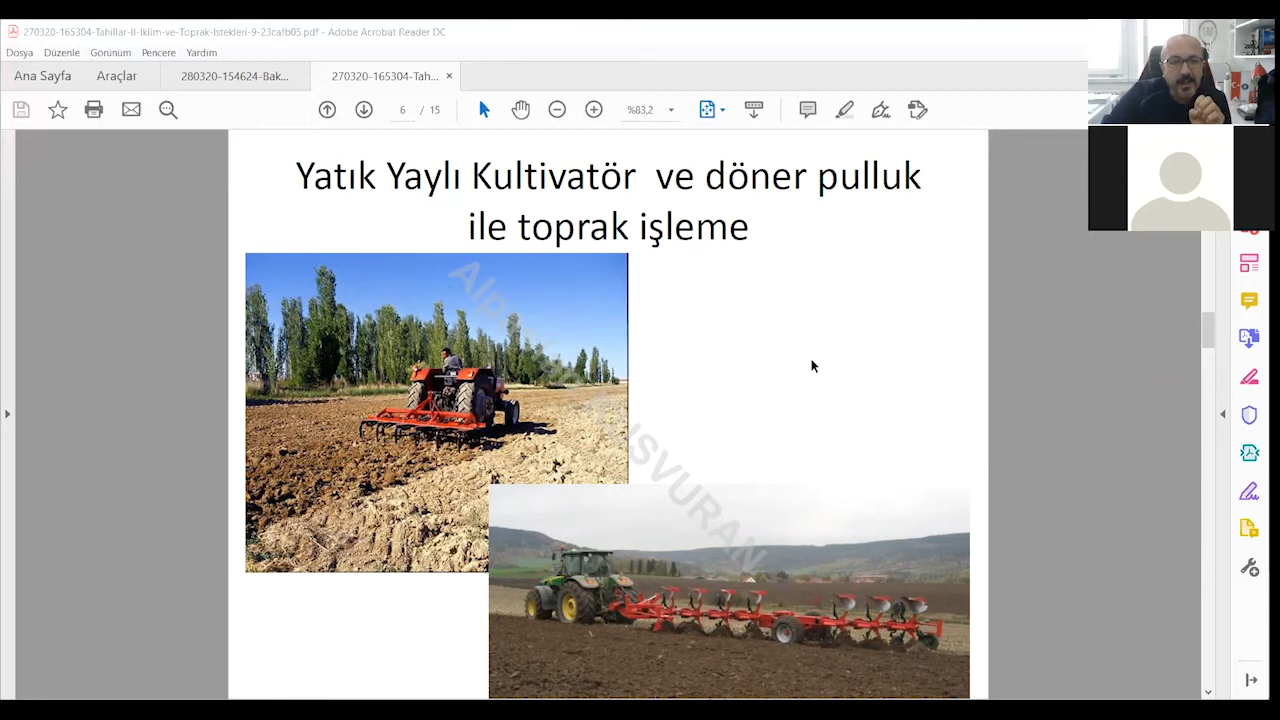 270320-165304-Tahillar-II-Iklim-ve-Toprak-Istekleri-9-23cafb05.pdf - Adobe Acrobat Reader DC
Dosya Düzenle Görünüm Pencere Yardım
Ana Sayfa Araçlar 280320-154624-Bak... 270320-165304-Tah... ×
6 / 15 %83,2
Yatık Yaylı Kultivatör ve döner pulluk
ile toprak işleme